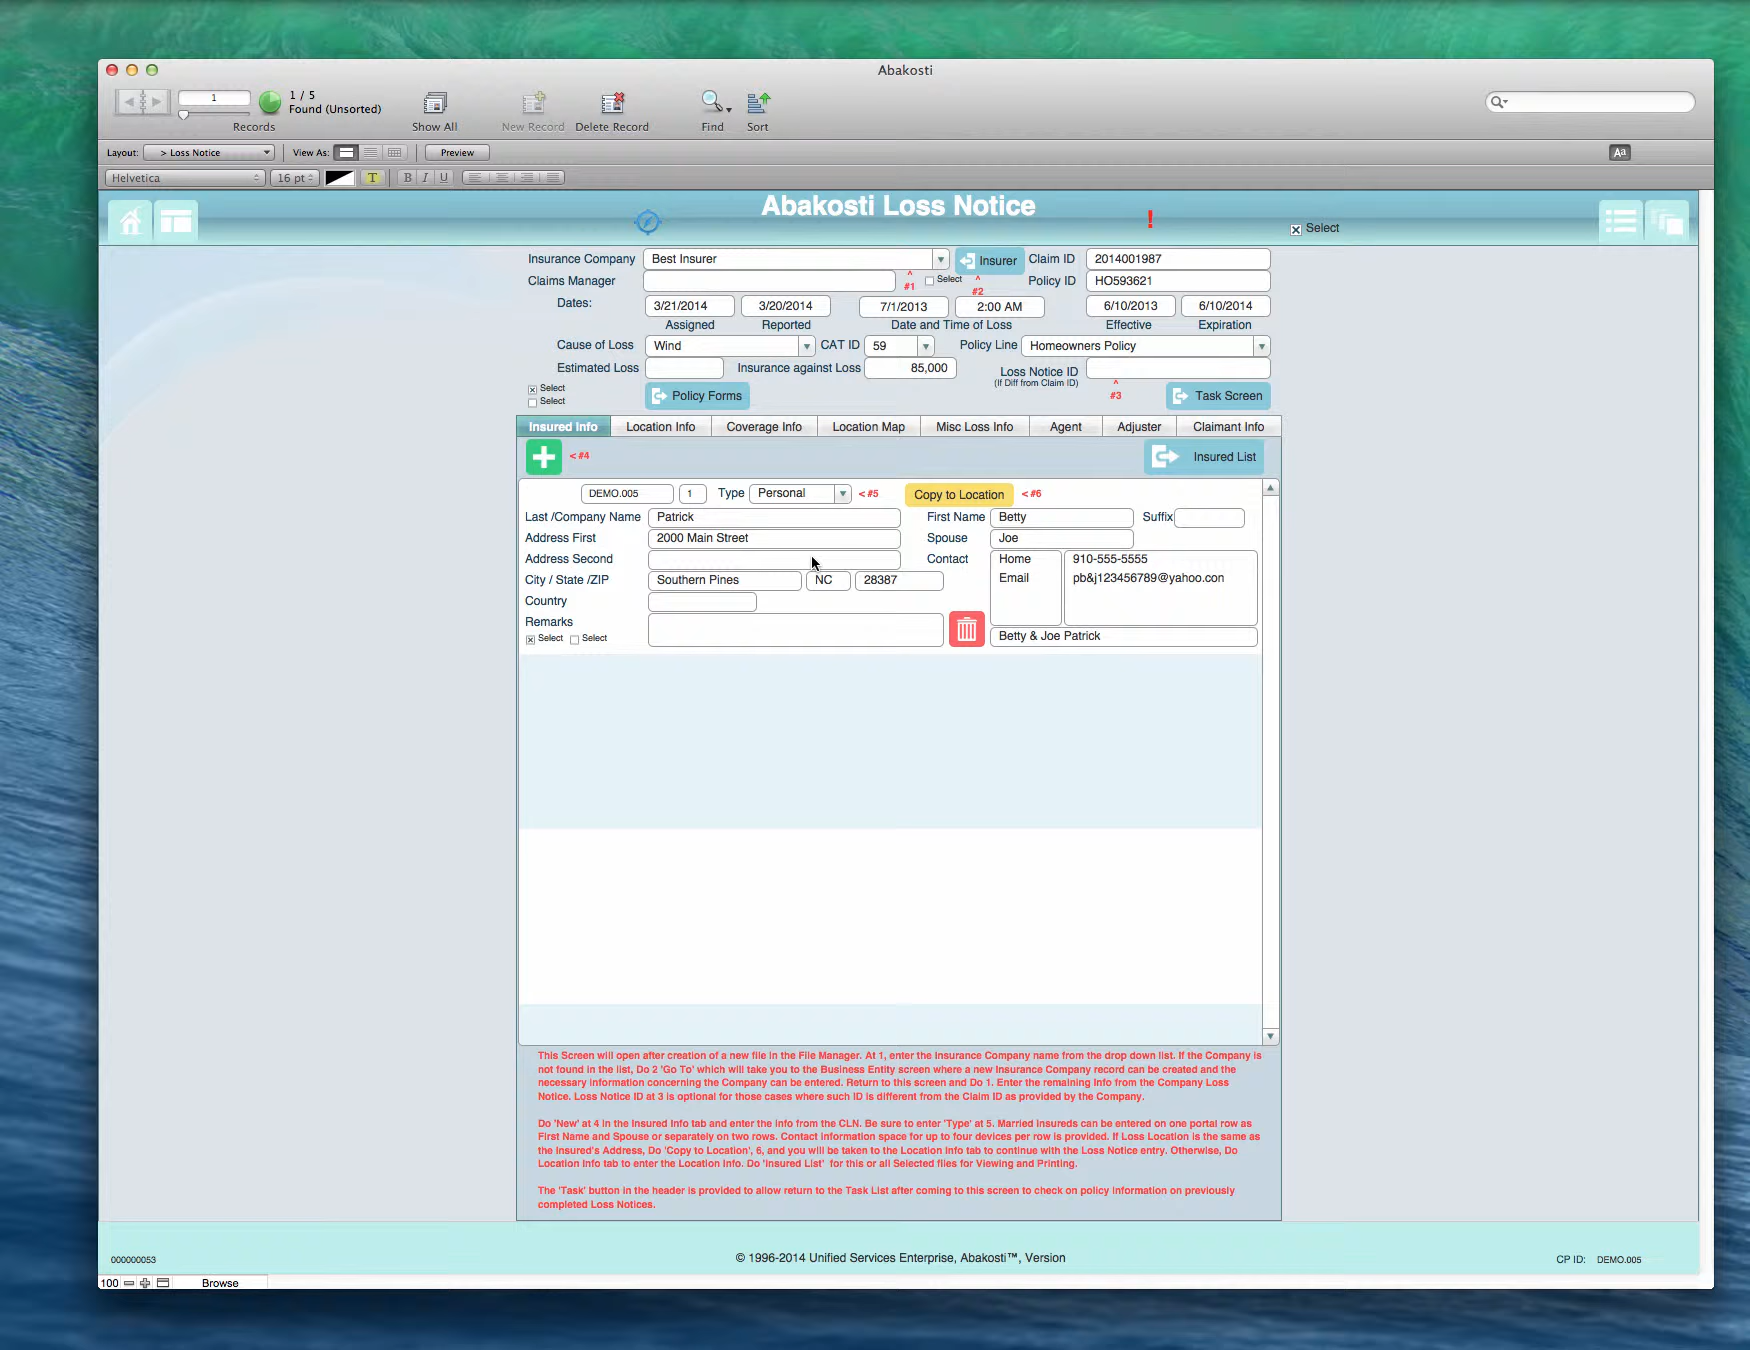 Abakosti
1
1 / 5
Found (Unsorted)
Records
Show All
New Record
Delete Record
Find
Sort
Layout:
> Loss Notice
View As:
Preview
Aa
Helvetica
16 pt
T
B I U
Abakosti Loss Notice
!
Select
Insurance Company
Best Insurer
Insurer
Claim ID
2014001987
Claims Manager
^
#1
Select
^
#2
Policy ID
HO593621
Dates:
3/21/2014
3/20/2014
7/1/2013
2:00 AM
6/10/2013
6/10/2014
Assigned
Reported
Date and Time of Loss
Effective
Expiration
Cause of Loss
Wind
CAT ID
59
Policy Line
Homeowners Policy
Estimated Loss
Insurance against Loss
85,000
Loss Notice ID
(If Diff from Claim ID)
Select
Select
Policy Forms
^
#3
Task Screen
Insured Info
Location Info
Coverage Info
Location Map
Misc Loss Info
Agent
Adjuster
Claimant Info
< #4
Insured List
DEMO.005
1
Type
Personal
< #5
Copy to Location
< #6
Last /Company Name
Patrick
First Name
Betty
Suffix
Address First
2000 Main Street
Spouse
Joe
Address Second
Contact
Home
910-555-5555
City / State /ZIP
Southern Pines
NC
28387
Email
pb&j123456789@yahoo.con
Country
Remarks
Select
Select
Betty & Joe Patrick
This Screen will open after creation of a new file in the File Manager. At 1, enter the Insurance Company name from the drop down list. If the Company is
not found in the list, Do 2 'Go To' which will take you to the Business Entity screen where a new Insurance Company record can be created and the
necessary information concerning the Company can be entered. Return to this screen and Do 1. Enter the remaining Info from the Company Loss
Notice. Loss Notice ID at 3 is optional for those cases where such ID is different from the Claim ID as provided by the Company.
Do 'New' at 4 in the Insured Info tab and enter the Info from the CLN. Be sure to enter 'Type' at 5. Married Insureds can be entered on one portal row as
First Name and Spouse or separately on two rows. Contact information space for up to four devices per row is provided. If Loss Location is the same as
the Insured's Address, Do 'Copy to Location', 6, and you will be taken to the Location Info tab to continue with the Loss Notice entry. Otherwise, Do
Location Info tab to enter the Location Info. Do 'Insured List' for this or all Selected files for Viewing and Printing.
The 'Task' button in the header is provided to allow return to the Task List after coming to this screen to check on policy Information on previously
completed Loss Notices.
000000053
© 1996-2014 Unified Services Enterprise, Abakosti™, Version
CP ID:
DEMO.005
100
Browse